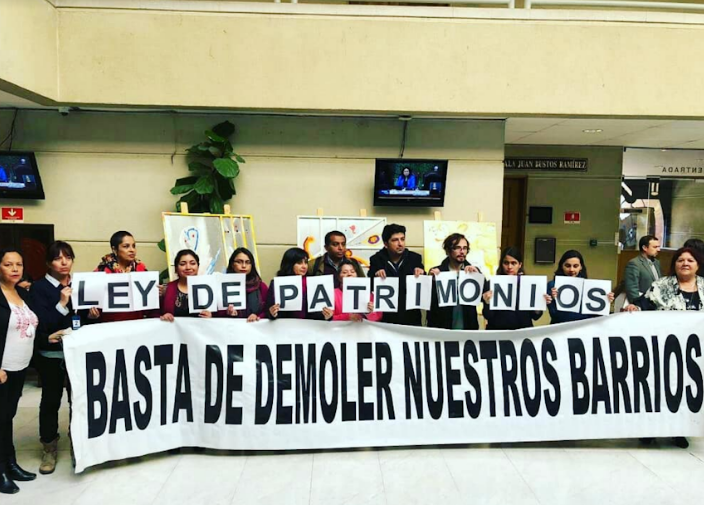 SALA JUAN BUSTOS RAMÍREZ
ENTRADA
LEY DE PATRIMONIOS
BASTA DE DEMOLER NUESTROS BARRIOS